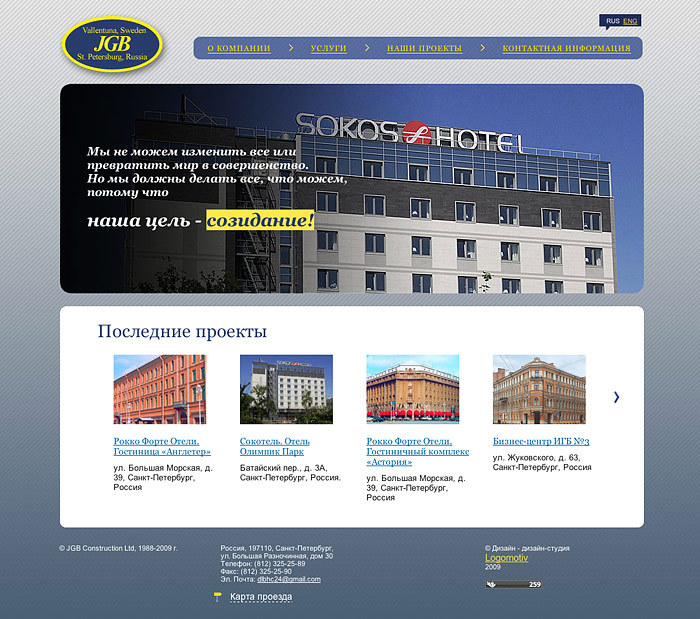 Vallentuna, Sweden
JGB
St. Petersburg, Russia
RUS ENG
О КОМПАНИИ
УСЛУГИ
НАШИ ПРОЕКТЫ
КОНТАКТНАЯ ИНФОРМАЦИЯ
SOKOS HOTEL
Мы не можем изменить все или
превратить мир в совершенство.
Но мы должны делать все, что можем,
потому что
наша цель - созидание!
Последние проекты
Рокко Форте Отели.
Гостиница «Англетер»
ул. Большая Морская, д.
39, Санкт-Петербург,
Россия
Сокотель. Отель
Олимпик Парк
Батайский пер., д. 3А,
Санкт-Петербург, Россия.
Рокко Форте Отели.
Гостиничный комплекс
«Астория»
ул. Большая Морская, д.
39, Санкт-Петербург,
Россия
Бизнес-центр ИГБ №3
ул. Жуковского, д. 63,
Санкт-Петербург, Россия
© JGB Construction Ltd, 1988-2009 г.
Россия, 197110, Санкт-Петербург,
ул. Большая Разночинная, дом 30
Телефон: (812) 325-25-89
Факс: (812) 325-25-90
Эл. Почта: dlbhc24@gmail.com
Карта проезда
© Дизайн - дизайн-студия
Logomotiv
2009
259